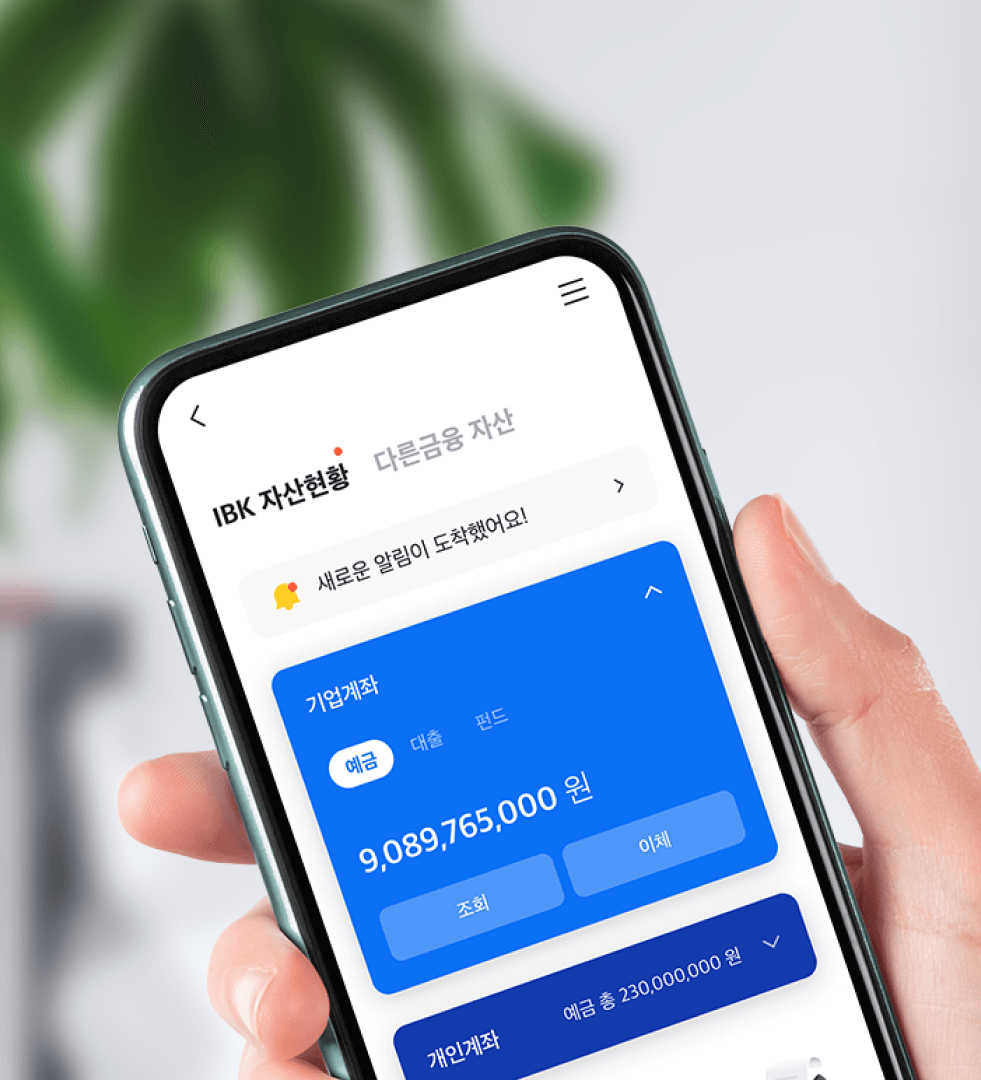 IBK 자산현황 다른금융 자산
새로운 알림이 도착했어요!
기업계좌
예금 대출 펀드
9,089,765,000 원
조회 이체
개인계좌 예금 총 230,000,000 원